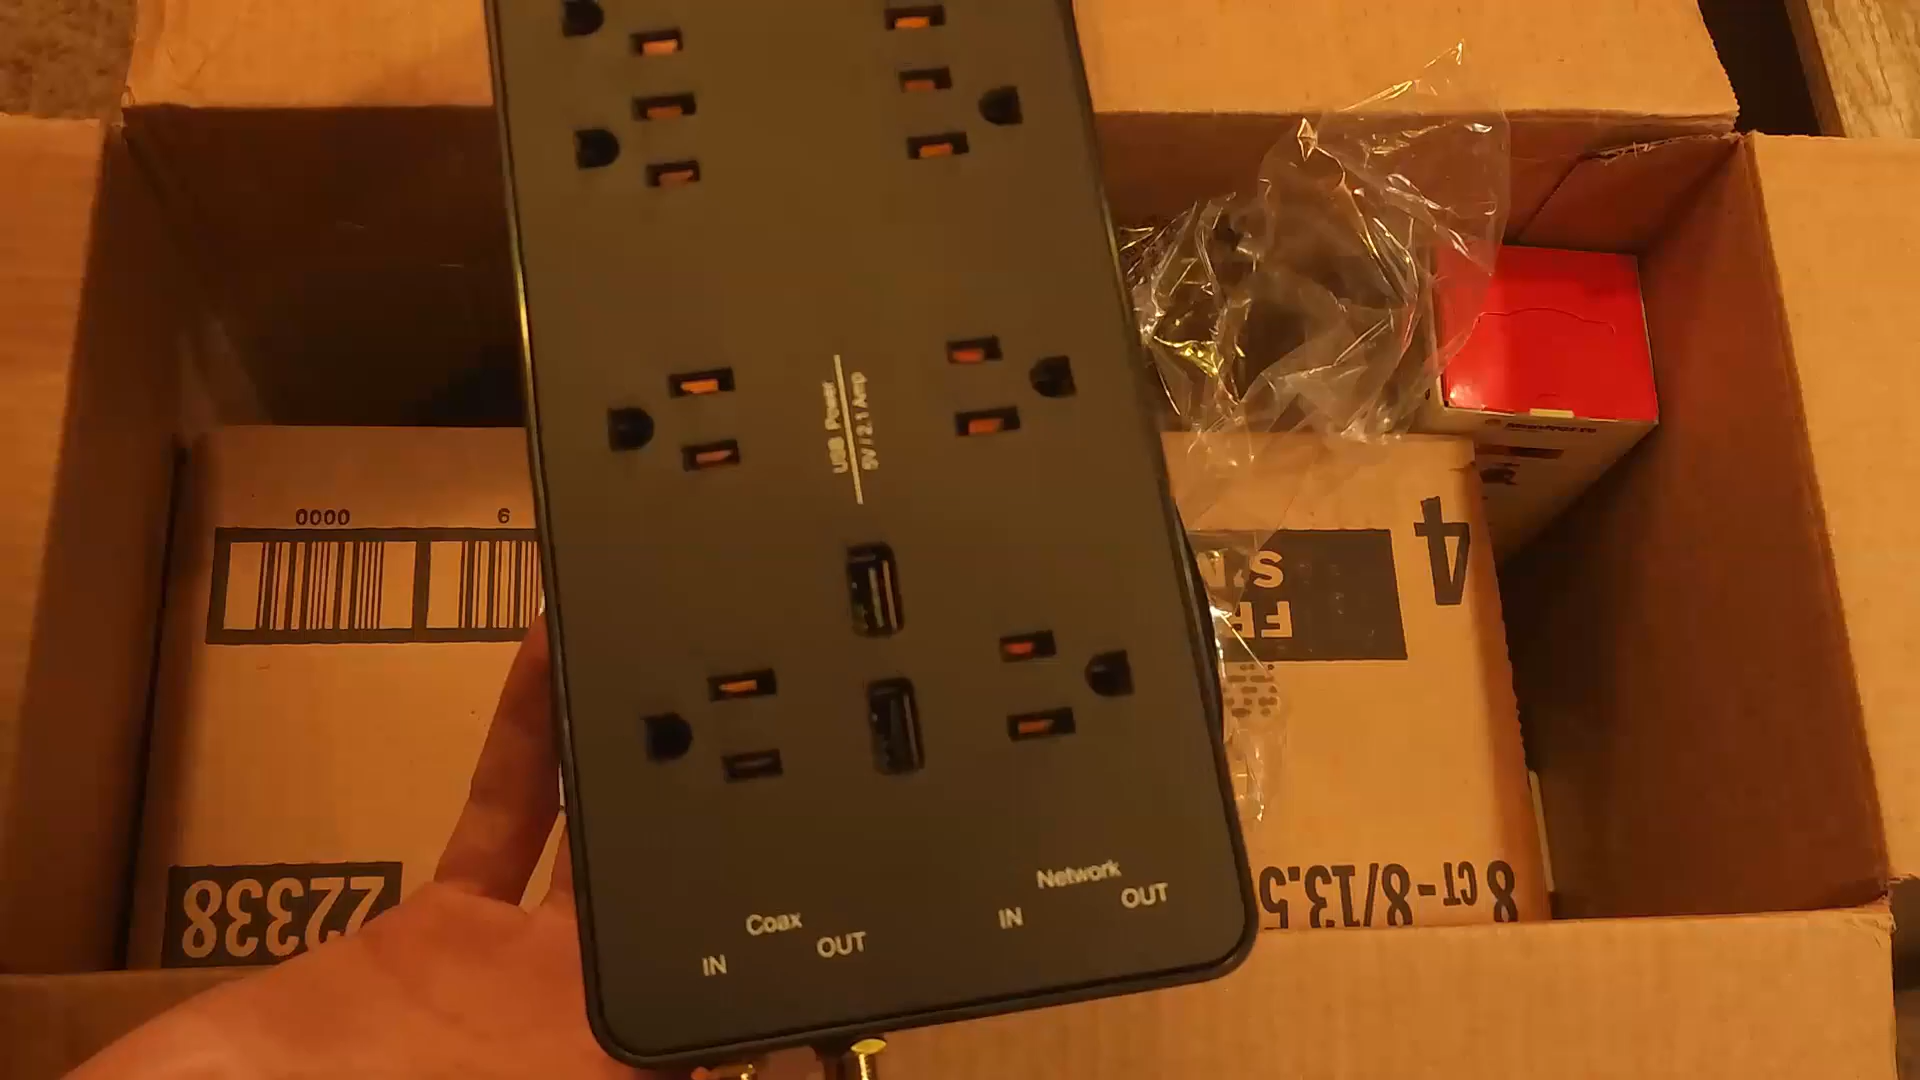 USB Power
5V / 2.1 Amp
0000
6
4
22338
8 CT-8/13.5
Coax
IN
OUT
Network
IN
OUT